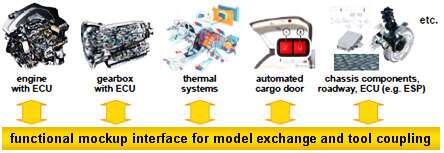 etc.
engine
with ECU
gearbox
with ECU
thermal
systems
automated
cargo door
chassis components,
roadway, ECU (e.g. ESP)
functional mockup interface for model exchange and tool coupling